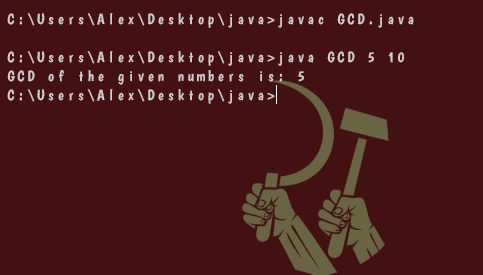 C:\Users\Alex\Desktop\java>javac GCD.java
C:\Users\Alex\Desktop\java>java GCD 5 10
GCD of the given numbers is: 5
C:\Users\Alex\Desktop\java>